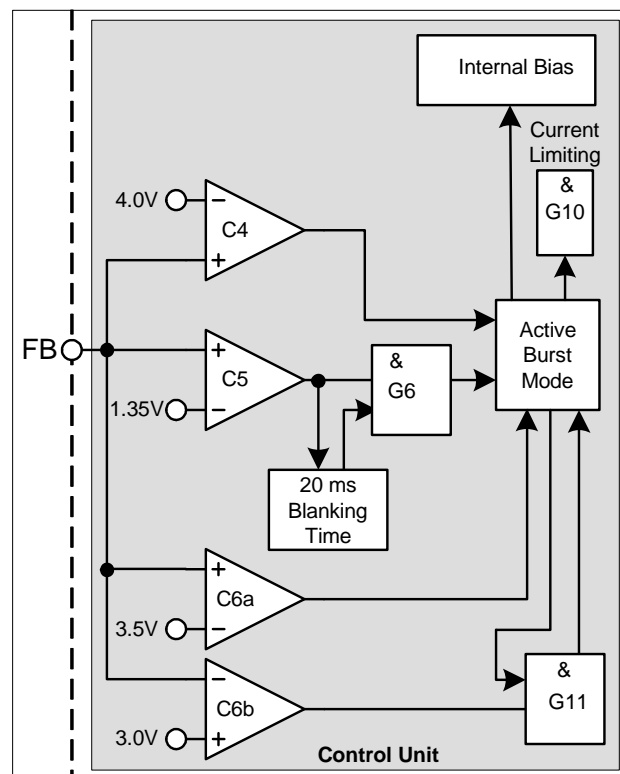 Internal Bias
Current
Limiting
&
G10
4.0V
−
C4
+
FB
+
C5
−
1.35V
&
G6
Active
Burst
Mode
20 ms
Blanking
Time
+
C6a
−
3.5V
−
C6b
+
3.0V
&
G11
Control Unit